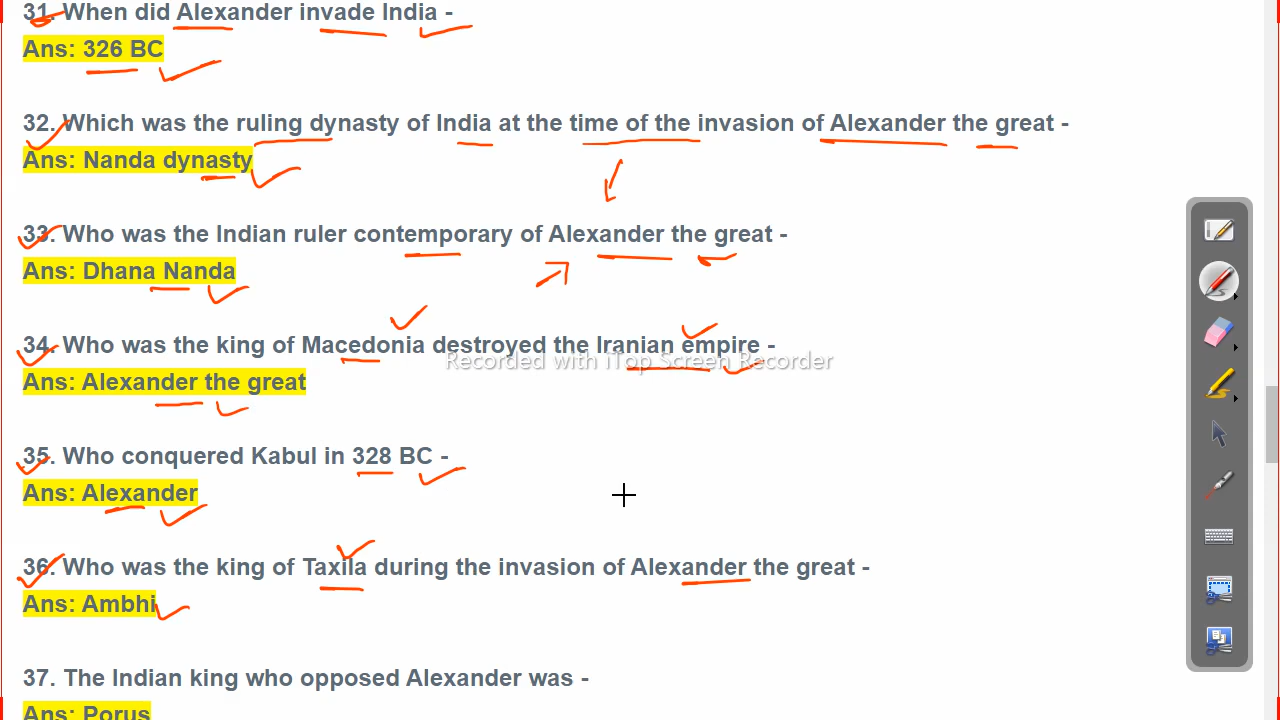 31. When did Alexander invade India -
Ans: 326 BC
32. Which was the ruling dynasty of India at the time of the invasion of Alexander the great -
Ans: Nanda dynasty
33. Who was the Indian ruler contemporary of Alexander the great -
Ans: Dhana Nanda
34. Who was the king of Macedonia destroyed the Iranian empire -
Recorded with iTop Screen Recorder
Ans: Alexander the great
35. Who conquered Kabul in 328 BC -
Ans: Alexander
36. Who was the king of Taxila during the invasion of Alexander the great -
Ans: Ambhi
37. The Indian king who opposed Alexander was -
Ans: Porus